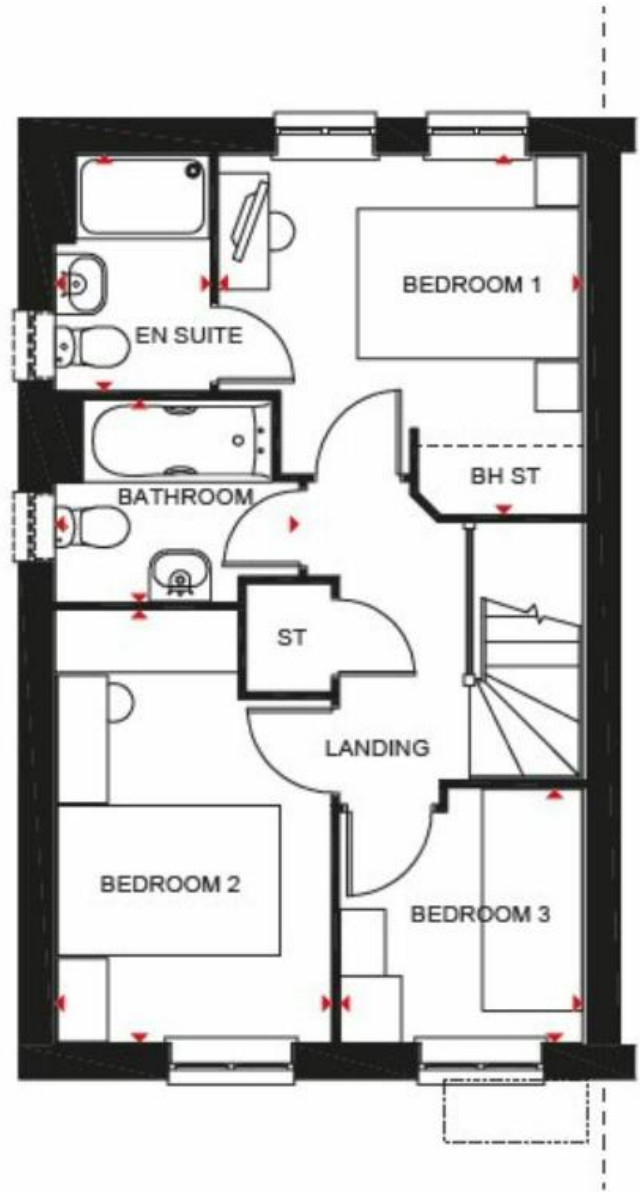 BEDROOM 1
EN SUITE
BH ST
BATHROOM
ST
LANDING
BEDROOM 2
BEDROOM 3